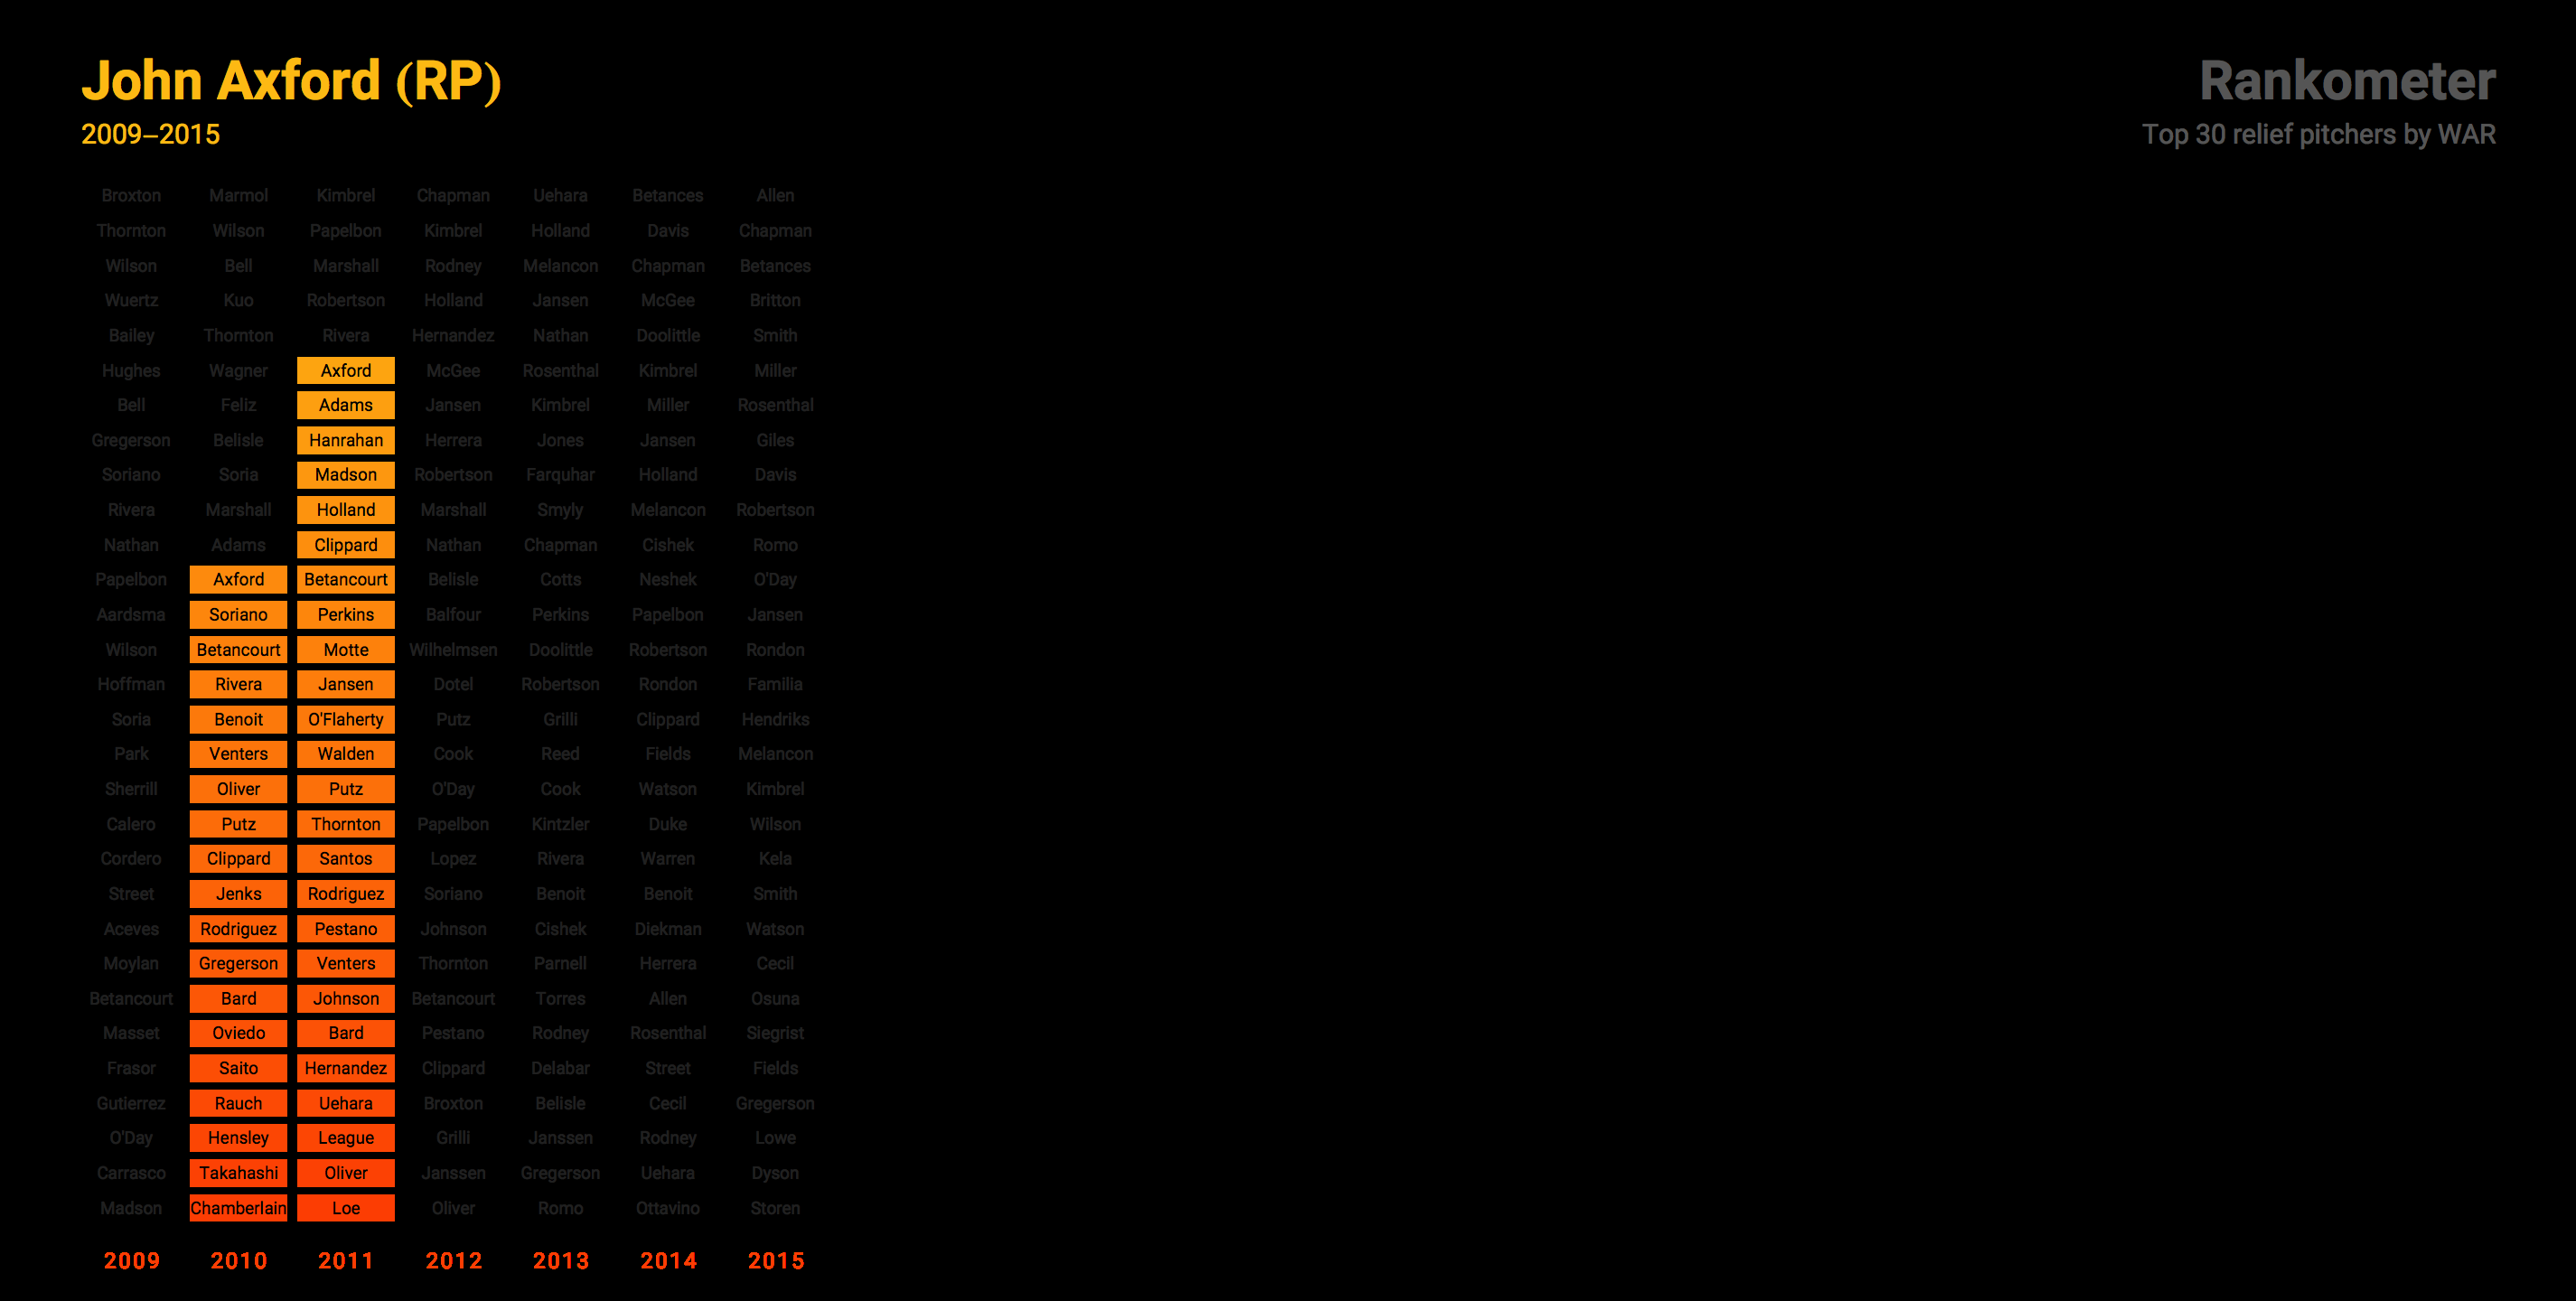 John Axford (RP)
2009–2015
Rankometer
Top 30 relief pitchers by WAR
Broxton Marmol Kimbrel Chapman Uehara Betances Allen
Thornton Wilson Papelbon Kimbrel Holland Davis Chapman
Wilson Bell Marshall Rodney Melancon Chapman Betances
Wuertz Kuo Robertson Holland Jansen McGee Britton
Bailey Thornton Rivera Hernandez Nathan Doolittle Smith
Hughes Wagner Axford McGee Rosenthal Kimbrel Miller
Bell Feliz Adams Jansen Kimbrel Miller Rosenthal
Gregerson Belisle Hanrahan Herrera Jones Jansen Giles
Soriano Soria Madson Robertson Farquhar Holland Davis
Rivera Marshall Holland Marshall Smyly Melancon Robertson
Nathan Adams Clippard Nathan Chapman Cishek Romo
Papelbon Axford Betancourt Belisle Cotts Neshek O'Day
Aardsma Soriano Perkins Balfour Perkins Papelbon Jansen
Wilson Betancourt Motte Wilhelmsen Doolittle Robertson Rondon
Hoffman Rivera Jansen Dotel Robertson Rondon Familia
Soria Benoit O'Flaherty Putz Grilli Clippard Hendriks
Park Venters Walden Cook Reed Fields Melancon
Sherrill Oliver Putz O'Day Cook Watson Kimbrel
Calero Putz Thornton Papelbon Kintzler Duke Wilson
Cordero Clippard Santos Lopez Rivera Warren Kela
Street Jenks Rodriguez Soriano Benoit Benoit Smith
Aceves Rodriguez Pestano Johnson Cishek Diekman Watson
Moylan Gregerson Venters Thornton Parnell Herrera Cecil
Betancourt Bard Johnson Betancourt Torres Allen Osuna
Masset Oviedo Bard Pestano Rodney Rosenthal Siegrist
Frasor Saito Hernandez Clippard Delabar Street Fields
Gutierrez Rauch Uehara Broxton Belisle Cecil Gregerson
O'Day Hensley League Grilli Janssen Rodney Lowe
Carrasco Takahashi Oliver Janssen Gregerson Uehara Dyson
Madson Chamberlain Loe Oliver Romo Ottavino Storen
2009 2010 2011 2012 2013 2014 2015